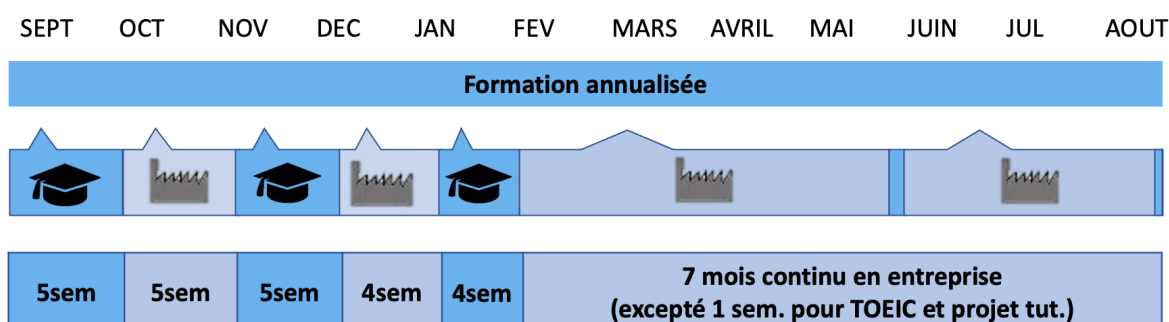 SEPT OCT NOV DEC JAN FEV MARS AVRIL MAI JUIN JUL AOUT
Formation annualisée
5sem 5sem 5sem 4sem 4sem 7 mois continu en entreprise
(excepté 1 sem. pour TOEIC et projet tut.)